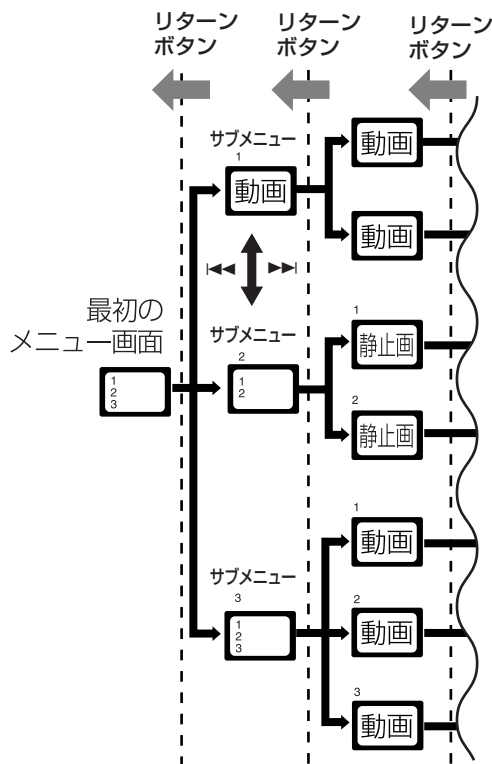 リターン
ボタン
リターン
ボタン
リターン
ボタン
サブメニュー
1
動画
動画
動画
最初の
メニュー画面
1
2
3
サブメニュー
2
1
2
1
静止画
2
静止画
サブメニュー
3
1
2
3
1
動画
2
動画
3
動画